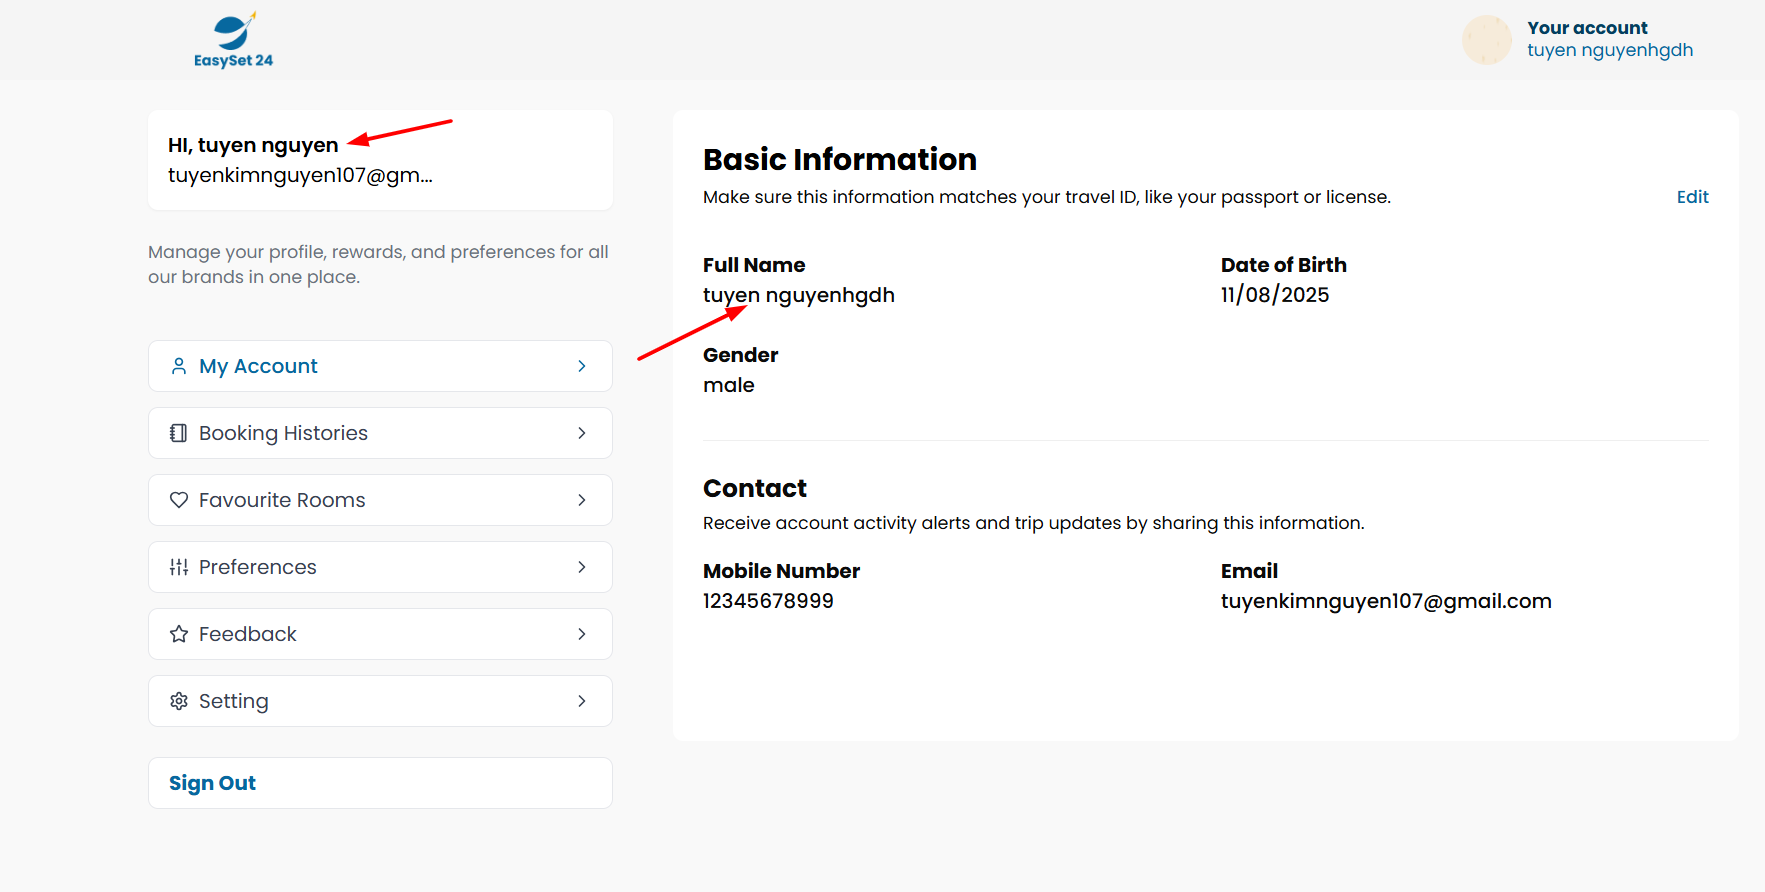 EasySet 24
Your account
tuyen nguyenhgdh
HI, tuyen nguyen
tuyenkimnguyen107@gm...
Manage your profile, rewards, and preferences for all
our brands in one place.
My Account
Booking Histories
Favourite Rooms
Preferences
Feedback
Setting
Sign Out
Basic Information
Make sure this information matches your travel ID, like your passport or license.
Edit
Full Name
tuyen nguyenhgdh
Date of Birth
11/08/2025
Gender
male
Contact
Receive account activity alerts and trip updates by sharing this information.
Mobile Number
12345678999
Email
tuyenkimnguyen107@gmail.com